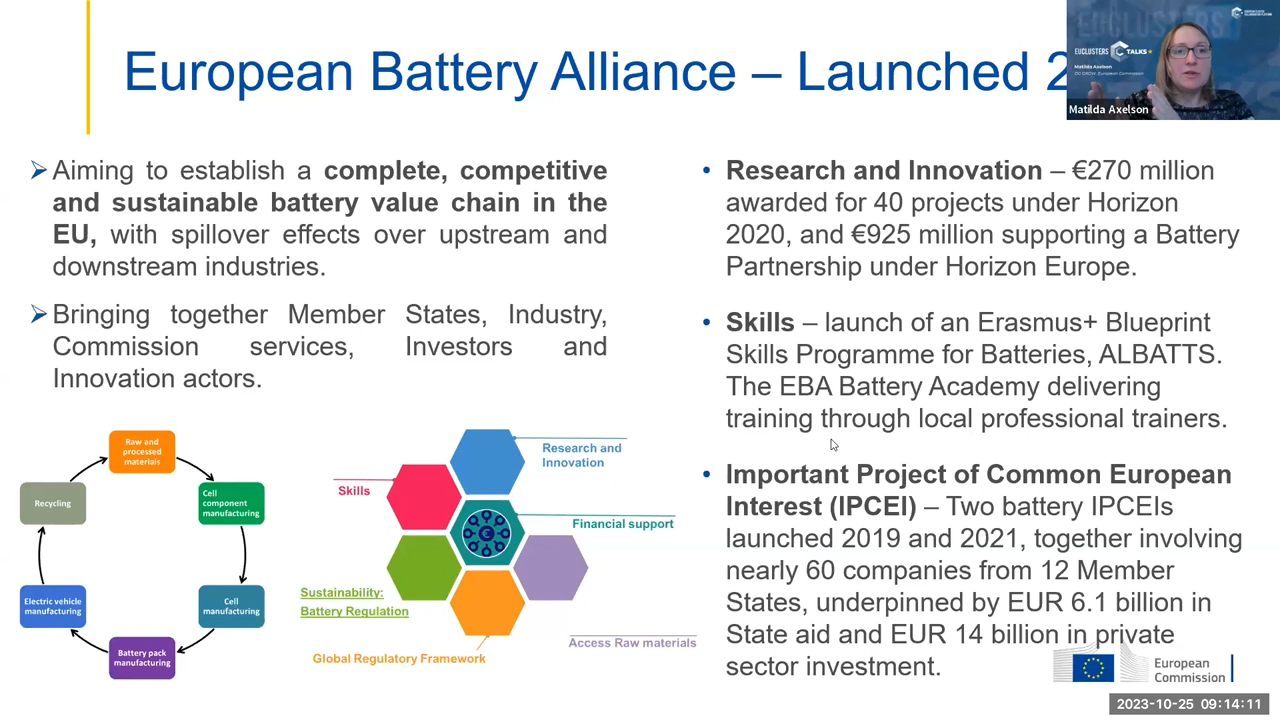 European Battery Alliance – Launched 2
EUCLUSTERS
EUCLUSTERS TALKS
Matilda Axelson
Matilda Axelson
Aiming to establish a complete, competitive
and sustainable battery value chain in the
EU, with spillover effects over upstream and
downstream industries.
Bringing together Member States, Industry,
Commission services, Investors and
Innovation actors.
Raw and
processed
materials
Cell
component
manufacturing
Cell
manufacturing
Battery pack
manufacturing
Electric vehicle
manufacturing
Recycling
Research and
Innovation
Skills
Financial support
Sustainability:
Battery Regulation
Access Raw materials
Global Regulatory Framework
• Research and Innovation – €270 million
awarded for 40 projects under Horizon
2020, and €925 million supporting a Battery
Partnership under Horizon Europe.
• Skills – launch of an Erasmus+ Blueprint
Skills Programme for Batteries, ALBATTS.
The EBA Battery Academy delivering
training through local professional trainers.
• Important Project of Common European
Interest (IPCEI) – Two battery IPCEIs
launched 2019 and 2021, together involving
nearly 60 companies from 12 Member
States, underpinned by EUR 6.1 billion in
State aid and EUR 14 billion in private
sector investment.
European
Commission
2023-10-25 09:14:11